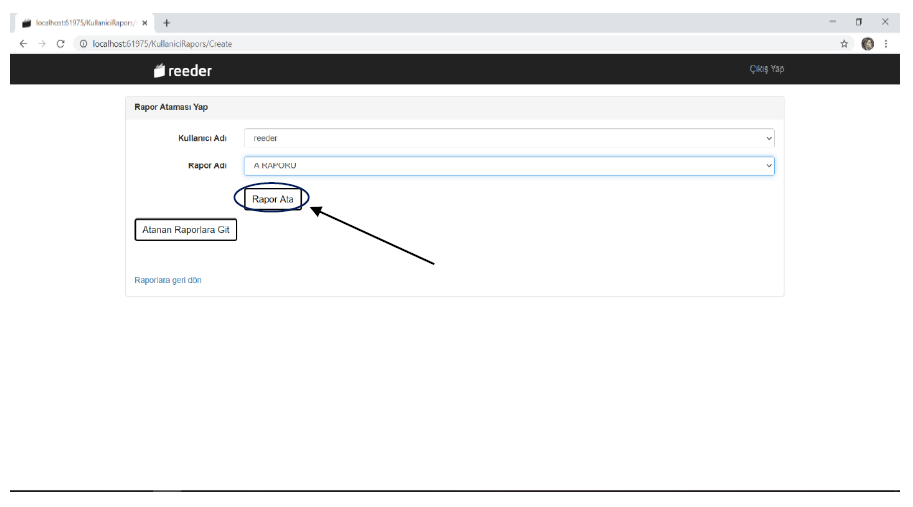 localhost:61975/KullaniciRapors/
localhost:61975/KullaniciRapors/Create
reeder
Çıkış Yap
Rapor Ataması Yap
Kullanıcı Adı
reeder
Rapor Adı
A RAPORU
Rapor Ata
Atanan Raporlara Git
Raporlara geri dön